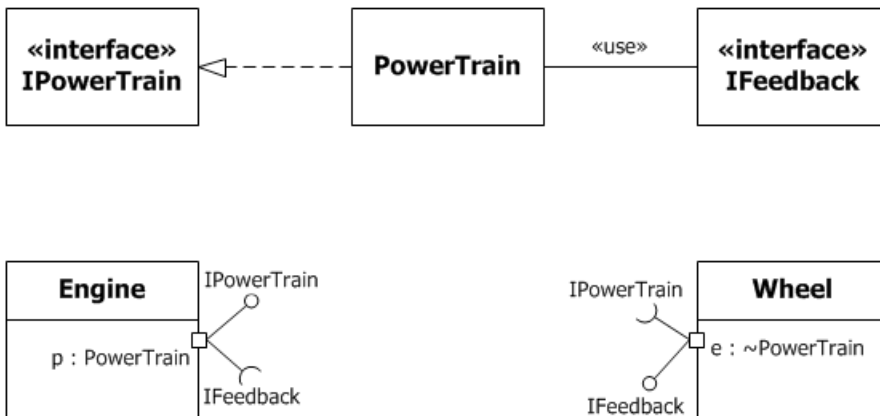 «interface»
IPowerTrain
PowerTrain
«use»
«interface»
IFeedback
Engine
p : PowerTrain
IPowerTrain
IFeedback
IPowerTrain
IFeedback
Wheel
e : ~PowerTrain